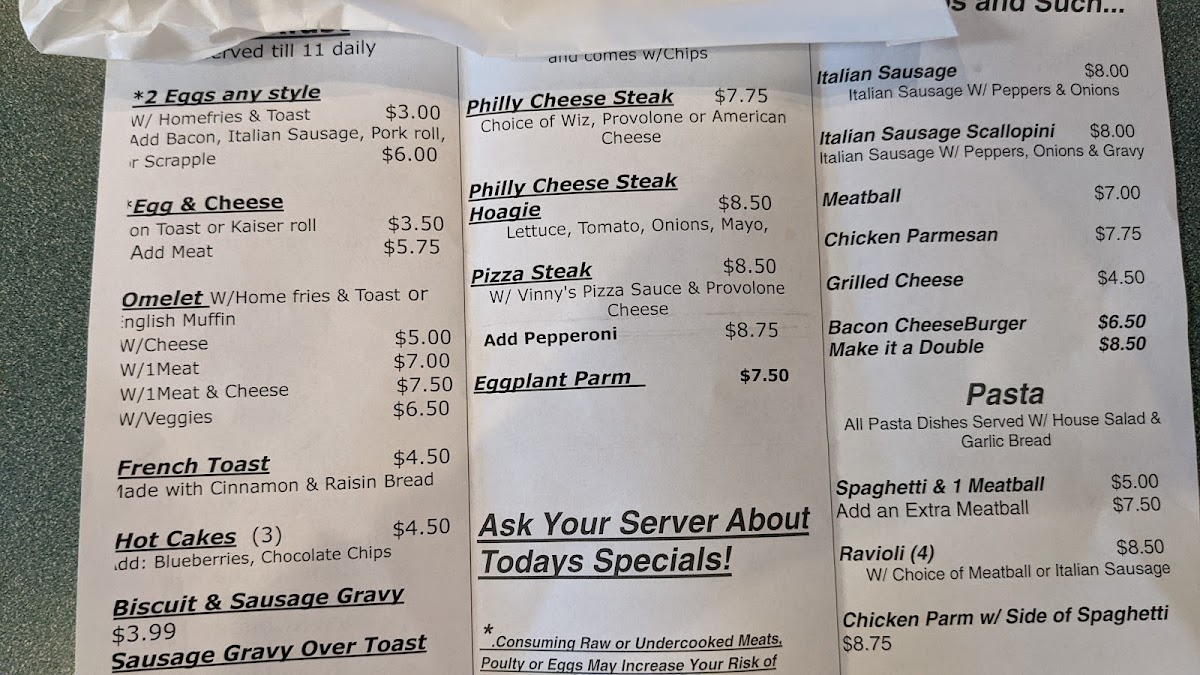 served till 11 daily
*2 Eggs any style
W/ Homefries & Toast $3.00
Add Bacon, Italian Sausage, Pork roll,
or Scrapple $6.00
*Egg & Cheese
on Toast or Kaiser roll $3.50
Add Meat $5.75
Omelet W/Home fries & Toast or
English Muffin
W/Cheese $5.00
W/1Meat $7.00
W/1Meat & Cheese $7.50
W/Veggies $6.50
French Toast $4.50
Made with Cinnamon & Raisin Bread
Hot Cakes (3) $4.50
Add: Blueberries, Chocolate Chips
Biscuit & Sausage Gravy
$3.99
Sausage Gravy Over Toast
and comes w/Chips
Philly Cheese Steak $7.75
Choice of Wiz, Provolone or American
Cheese
Philly Cheese Steak
Hoagie $8.50
Lettuce, Tomato, Onions, Mayo,
Pizza Steak $8.50
W/ Vinny's Pizza Sauce & Provolone
Cheese
Add Pepperoni $8.75
Eggplant Parm $7.50
Ask Your Server About
Todays Specials!
*
.Consuming Raw or Undercooked Meats,
Poulty or Eggs May Increase Your Risk of
and Such...
Italian Sausage $8.00
Italian Sausage W/ Peppers & Onions
Italian Sausage Scallopini $8.00
Italian Sausage W/ Peppers, Onions & Gravy
Meatball $7.00
Chicken Parmesan $7.75
Grilled Cheese $4.50
Bacon CheeseBurger $6.50
Make it a Double $8.50
Pasta
All Pasta Dishes Served W/ House Salad &
Garlic Bread
Spaghetti & 1 Meatball $5.00
Add an Extra Meatball $7.50
Ravioli (4) $8.50
W/ Choice of Meatball or Italian Sausage
Chicken Parm w/ Side of Spaghetti
$8.75